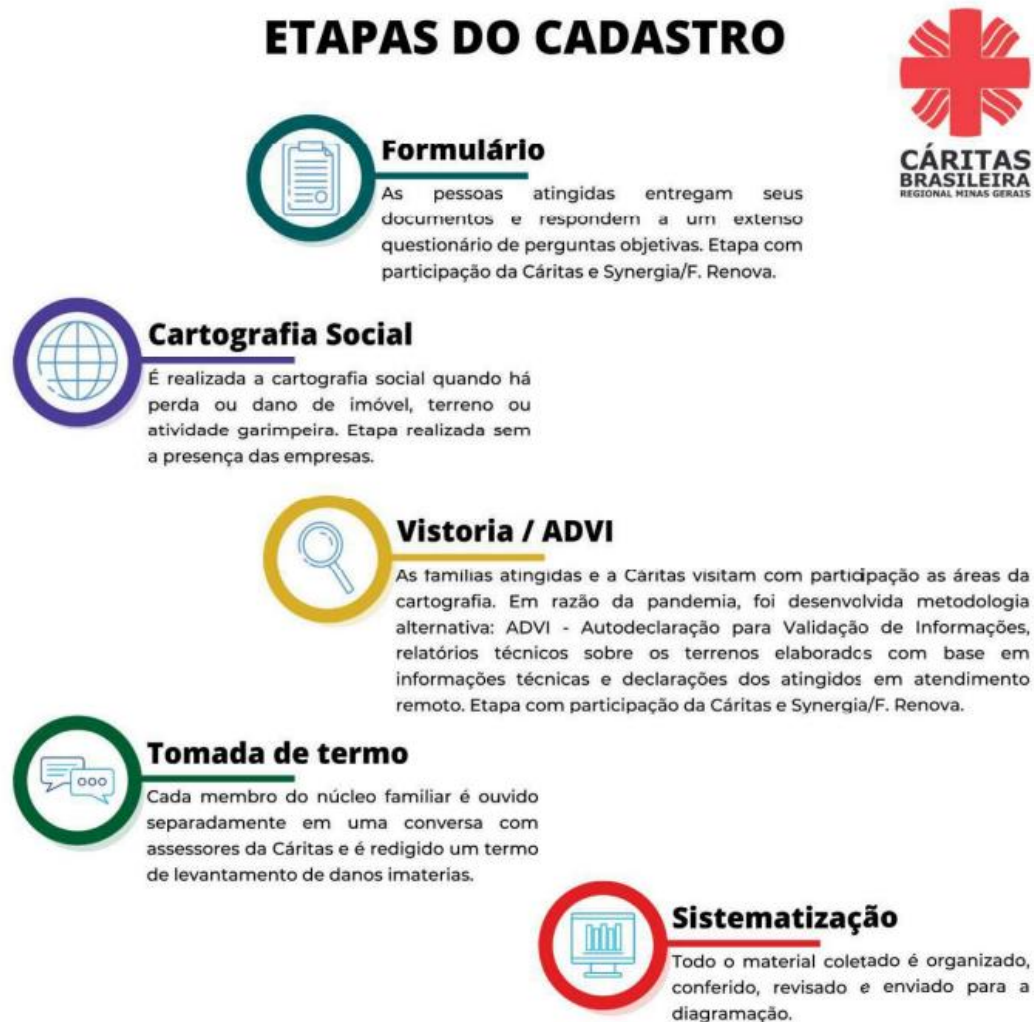 ETAPAS DO CADASTRO
CÁRITAS
BRASILEIRA
REGIONAL MINAS GERAIS
Formulário
As pessoas atingidas entregam seus
documentos e respondem a um extenso
questionário de perguntas objetivas. Etapa com
participação da Cáritas e Synergia/F. Renova.
Cartografia Social
É realizada a cartografia social quando há
perda ou dano de imóvel, terreno ou
atividade garimpeira. Etapa realizada sem
a presença das empresas.
Vistoria / ADVI
As famílias atingidas e a Cáritas visitam com participação as áreas da
cartografia. Em razão da pandemia, foi desenvolvida metodologia
alternativa: ADVI - Autodeclaração para Validação de Informações,
relatórios técnicos sobre os terrenos elaborados com base em
informações técnicas e declarações dos atingidos em atendimento
remoto. Etapa com participação da Cáritas e Synergia/F. Renova.
Tomada de termo
Cada membro do núcleo familiar é ouvido
separadamente em uma conversa com
assessores da Cáritas e é redigido um termo
de levantamento de danos imaterias.
Sistematização
Todo o material coletado é organizado,
conferido, revisado e enviado para a
diagramação.